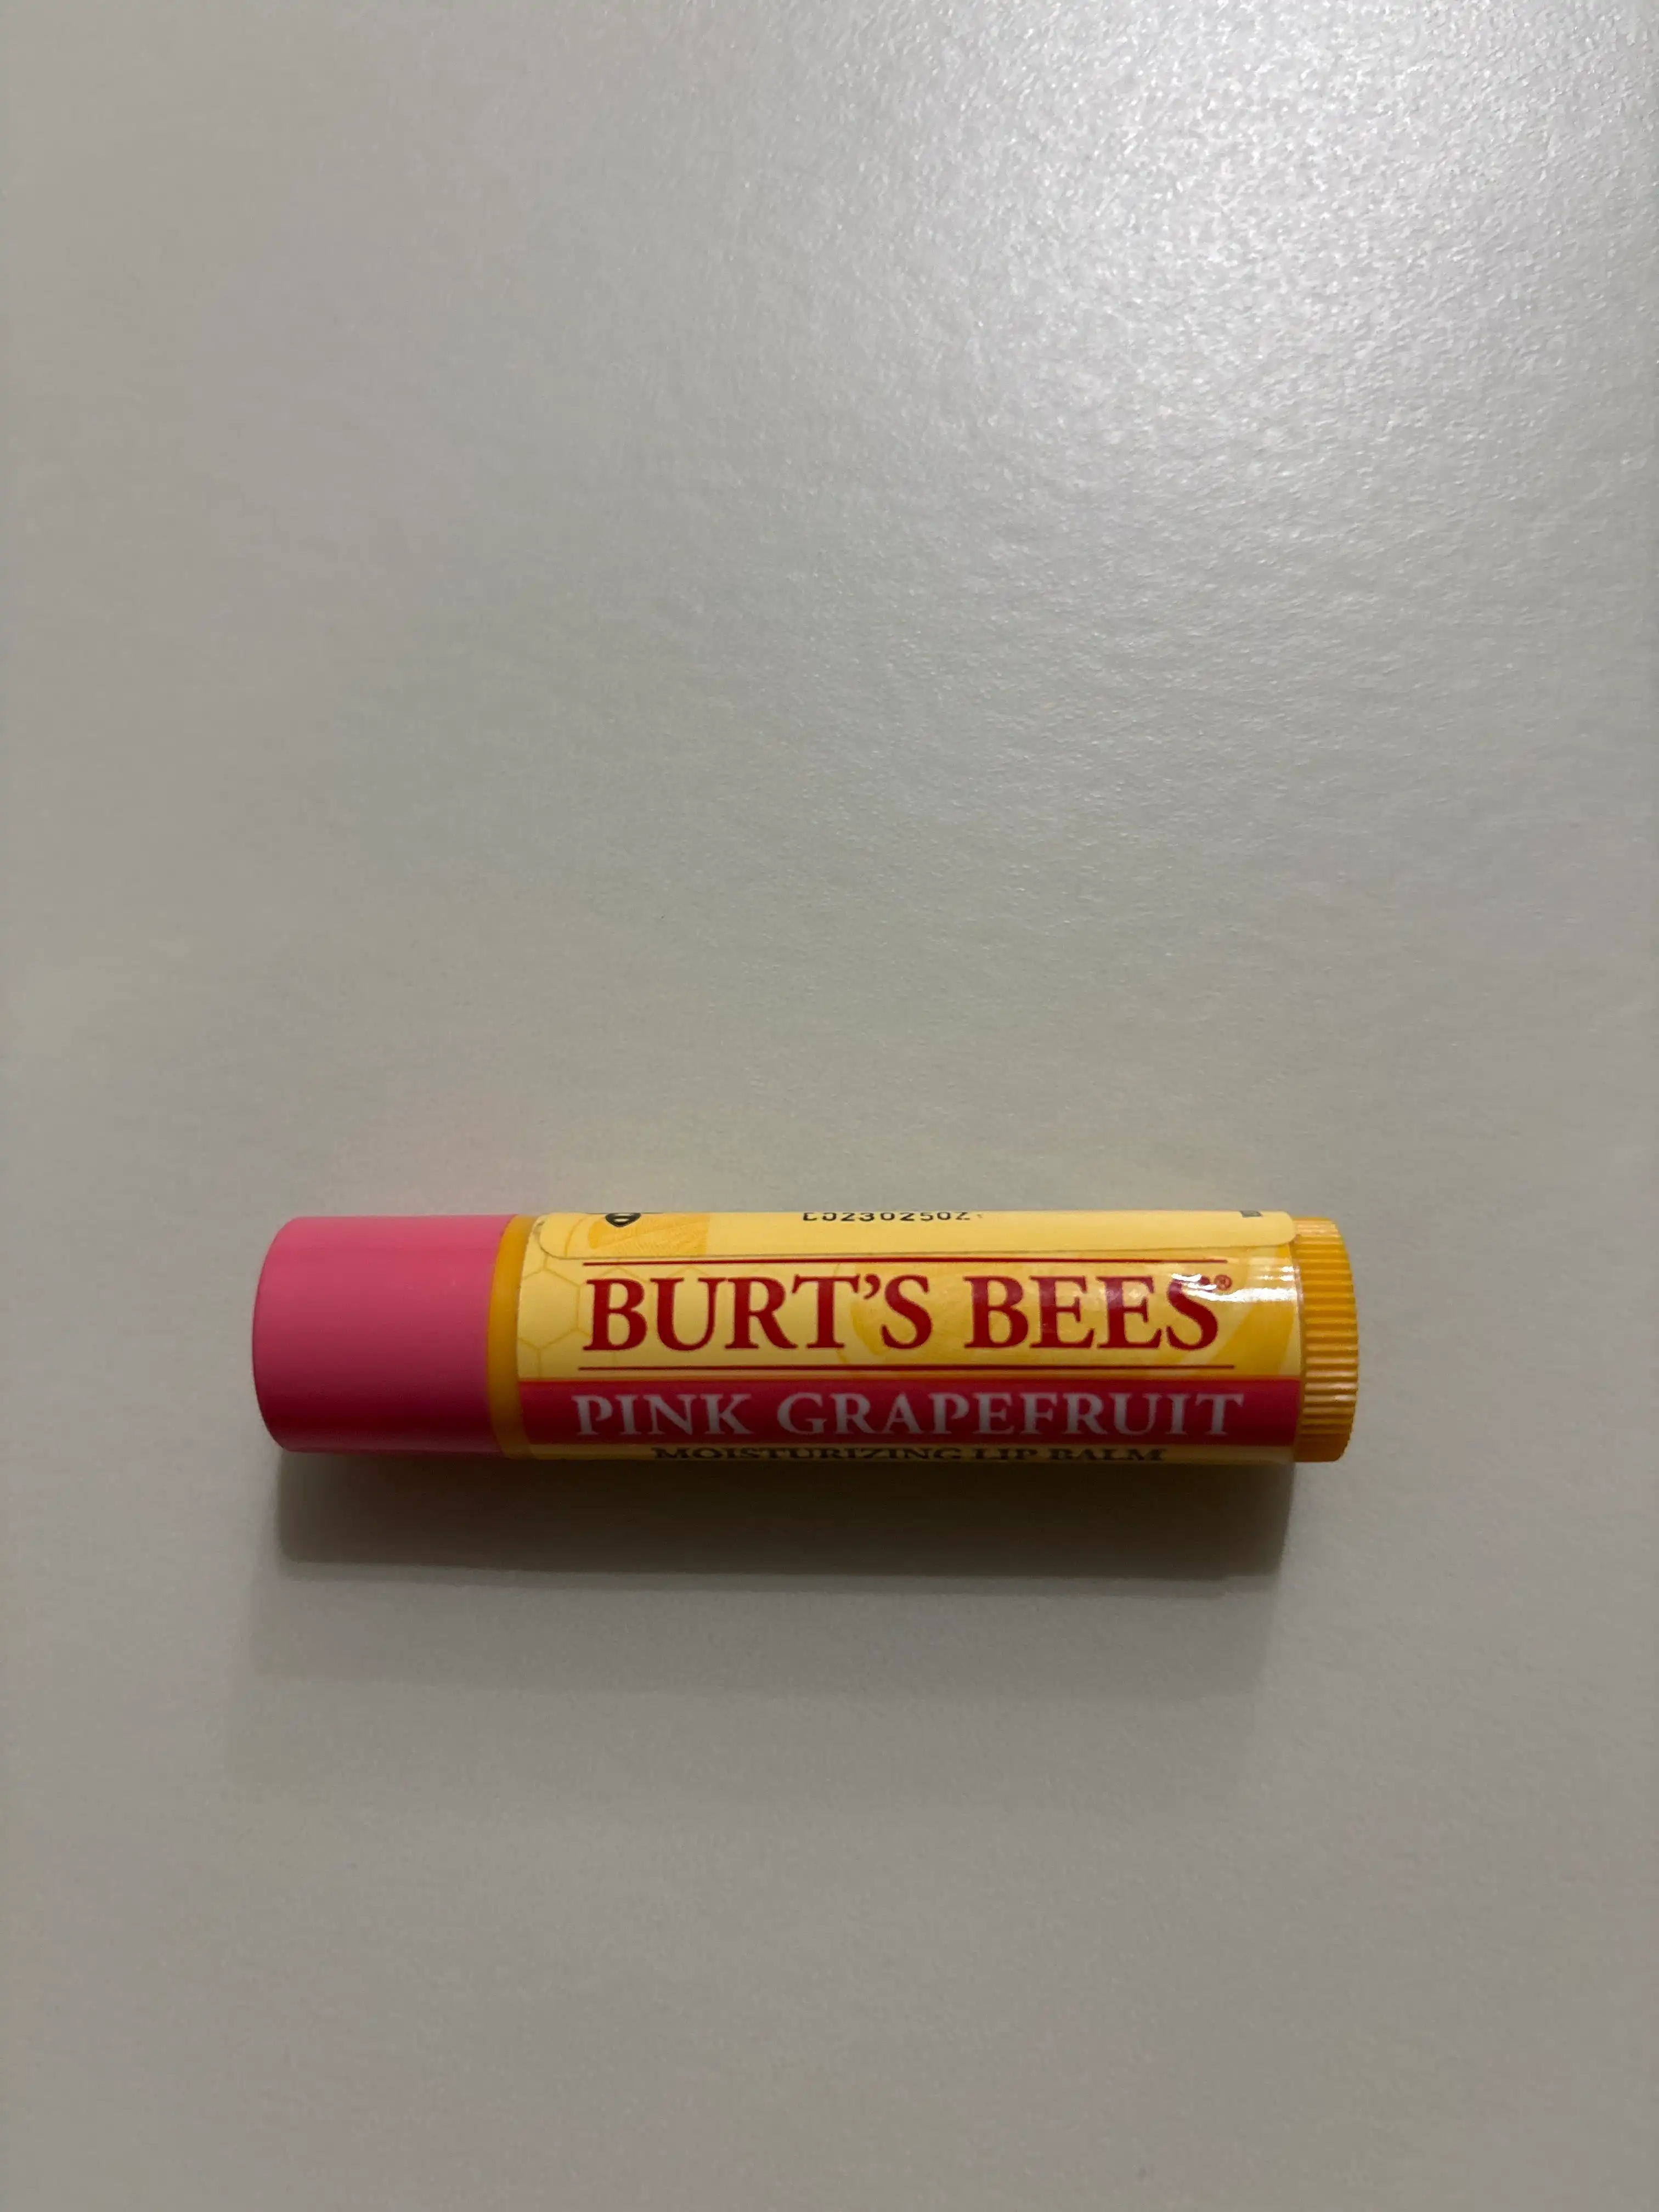 BURT'S BEES®
PINK GRAPEFRUIT
MOISTURIZING LIP BALM